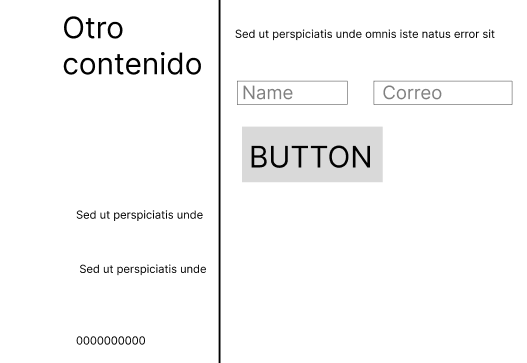 Otro
contenido
Sed ut perspiciatis unde
Sed ut perspiciatis unde
0000000000
Sed ut perspiciatis unde omnis iste natus error sit
Name
Correo
BUTTON